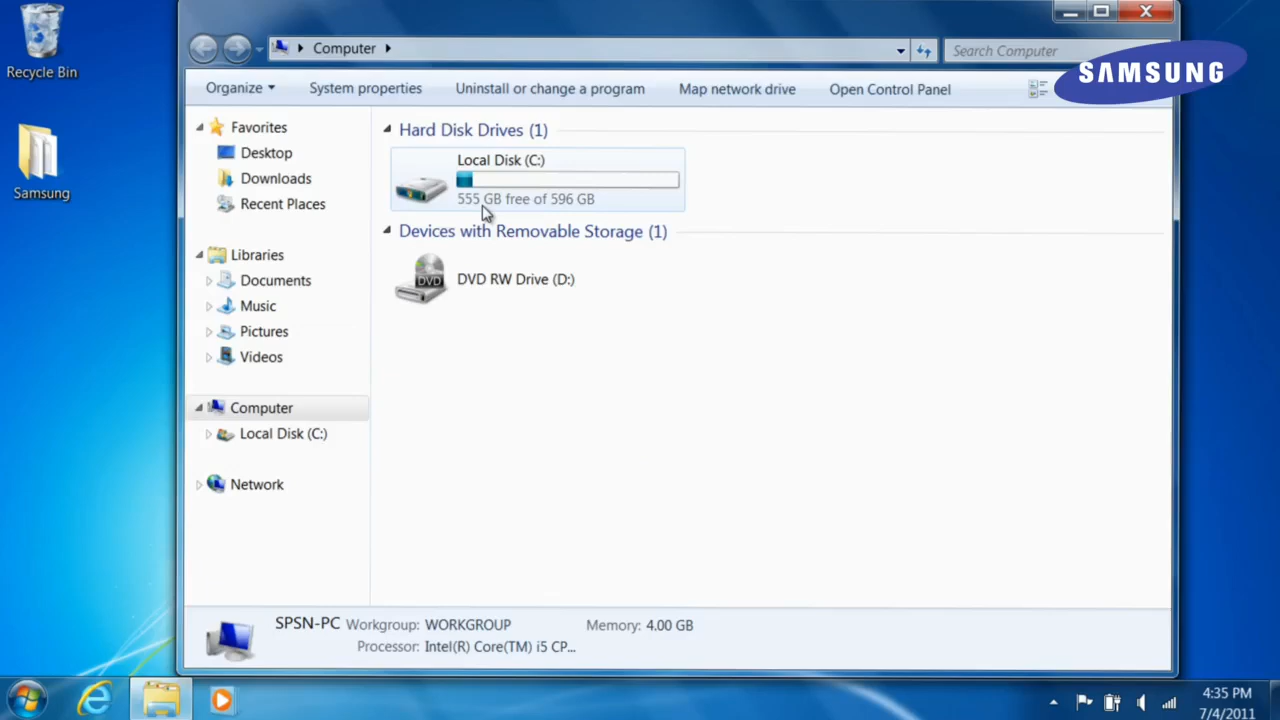 Recycle Bin
Samsung
Computer
Search Computer
SAMSUNG
Organize
System properties
Uninstall or change a program
Map network drive
Open Control Panel
Favorites
Desktop
Downloads
Recent Places
Libraries
Documents
Music
Pictures
Videos
Computer
Local Disk (C:)
Network
Hard Disk Drives (1)
Local Disk (C:)
555 GB free of 596 GB
Devices with Removable Storage (1)
DVD
DVD RW Drive (D:)
SPSN-PC Workgroup: WORKGROUP Memory: 4.00 GB
Processor: Intel(R) Core(TM) i5 CP...
4:35 PM
7/4/2011